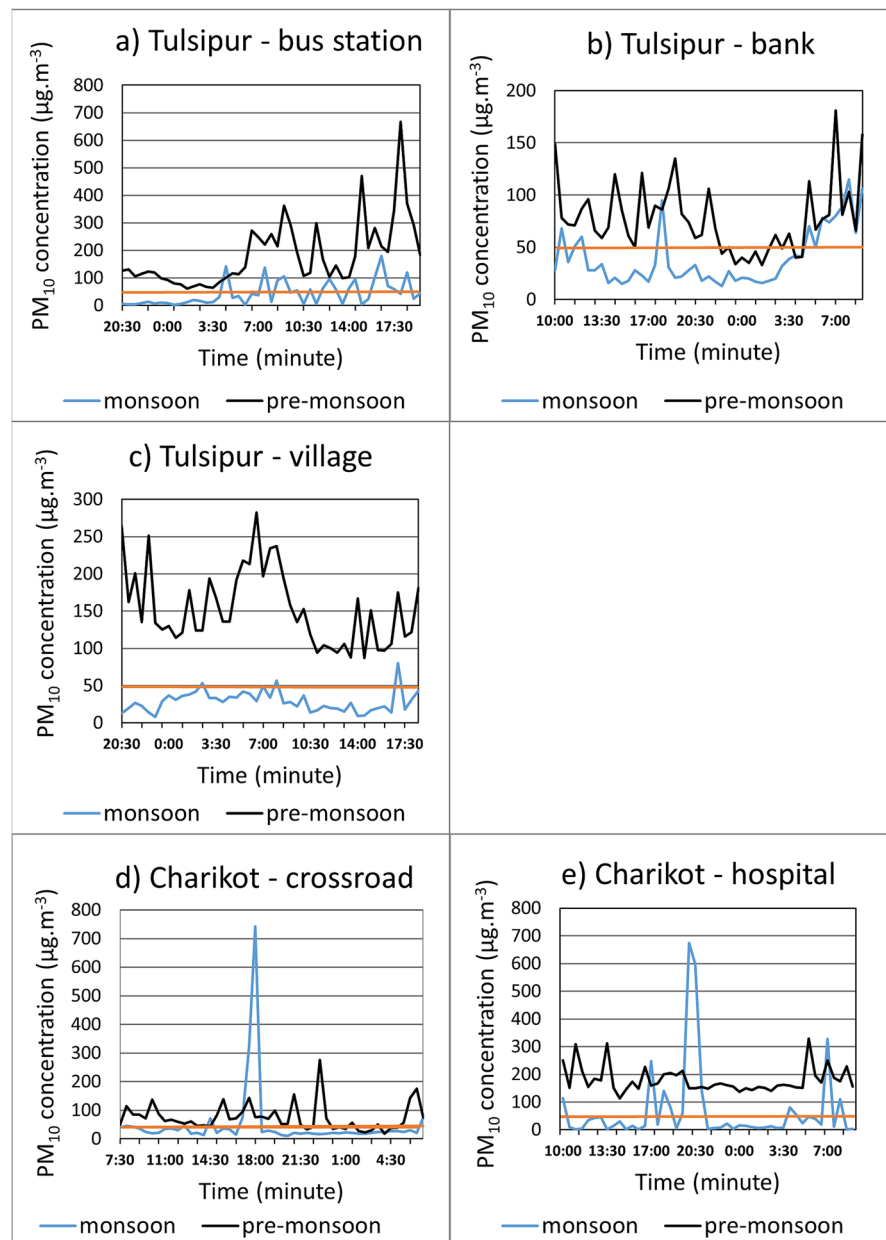 a) Tulsipur - bus station
PM10 concentration (µg.m-3)
800
700
600
500
400
300
200
100
0
20:30 0:00 3:30 7:00 10:30 14:00 17:30
Time (minute)
monsoon pre-monsoon
b) Tulsipur - bank
PM10 concentration (µg.m-3)
200
150
100
50
0
10:00 13:30 17:00 20:30 0:00 3:30 7:00
Time (minute)
monsoon pre-monsoon
c) Tulsipur - village
PM10 concentration (µg.m-3)
300
250
200
150
100
50
0
20:30 0:00 3:30 7:00 10:30 14:00 17:30
Time (minute)
monsoon pre-monsoon
d) Charikot - crossroad
PM10 concentration (µg.m-3)
800
700
600
500
400
300
200
100
0
7:30 11:00 14:30 18:00 21:30 1:00 4:30
Time (minute)
monsoon pre-monsoon
e) Charikot - hospital
PM10 concentration (µg.m-3)
800
700
600
500
400
300
200
100
0
10:00 13:30 17:00 20:30 0:00 3:30 7:00
Time (minute)
monsoon pre-monsoon